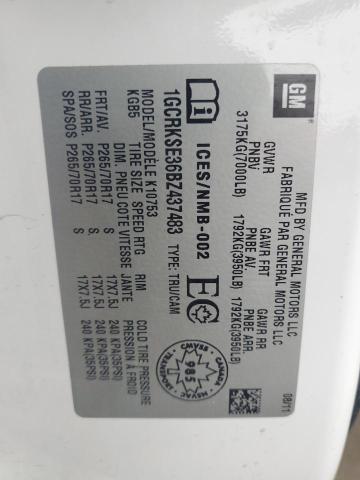 GM
MFD BY GENERAL MOTORS LLC
FABRIQUÉ PAR GENERAL MOTORS LLC
08/11
GVWR GAWR FRT GAWR RR
PNBV PNBE AV. PNBE ARR.
3175KG(7000LB) 1792KG(3950LB) 1792KG(3950LB)
ICES/NMB-002
CMVSS CANADA
985
TRANSPORT MSVAC
1GCRKSE36BZ437483 TYPE: TRU/CAM
MODEL/MODÈLE K10753
KGB5
TIRE SIZE SPEED RTG RIM COLD TIRE PRESSURE
DIM. PNEU COTE VITESSE JANTE PRESSION À FROID
FRT/AV. P265/70R17 S 17X7.5J 240 KPA(35PSI)
RR/ARR. P265/70R17 S 17X7.5J 240 KPA(35PSI)
SPA/SOS P265/70R17 S 17X7.5J 240 KPA(35PSI)